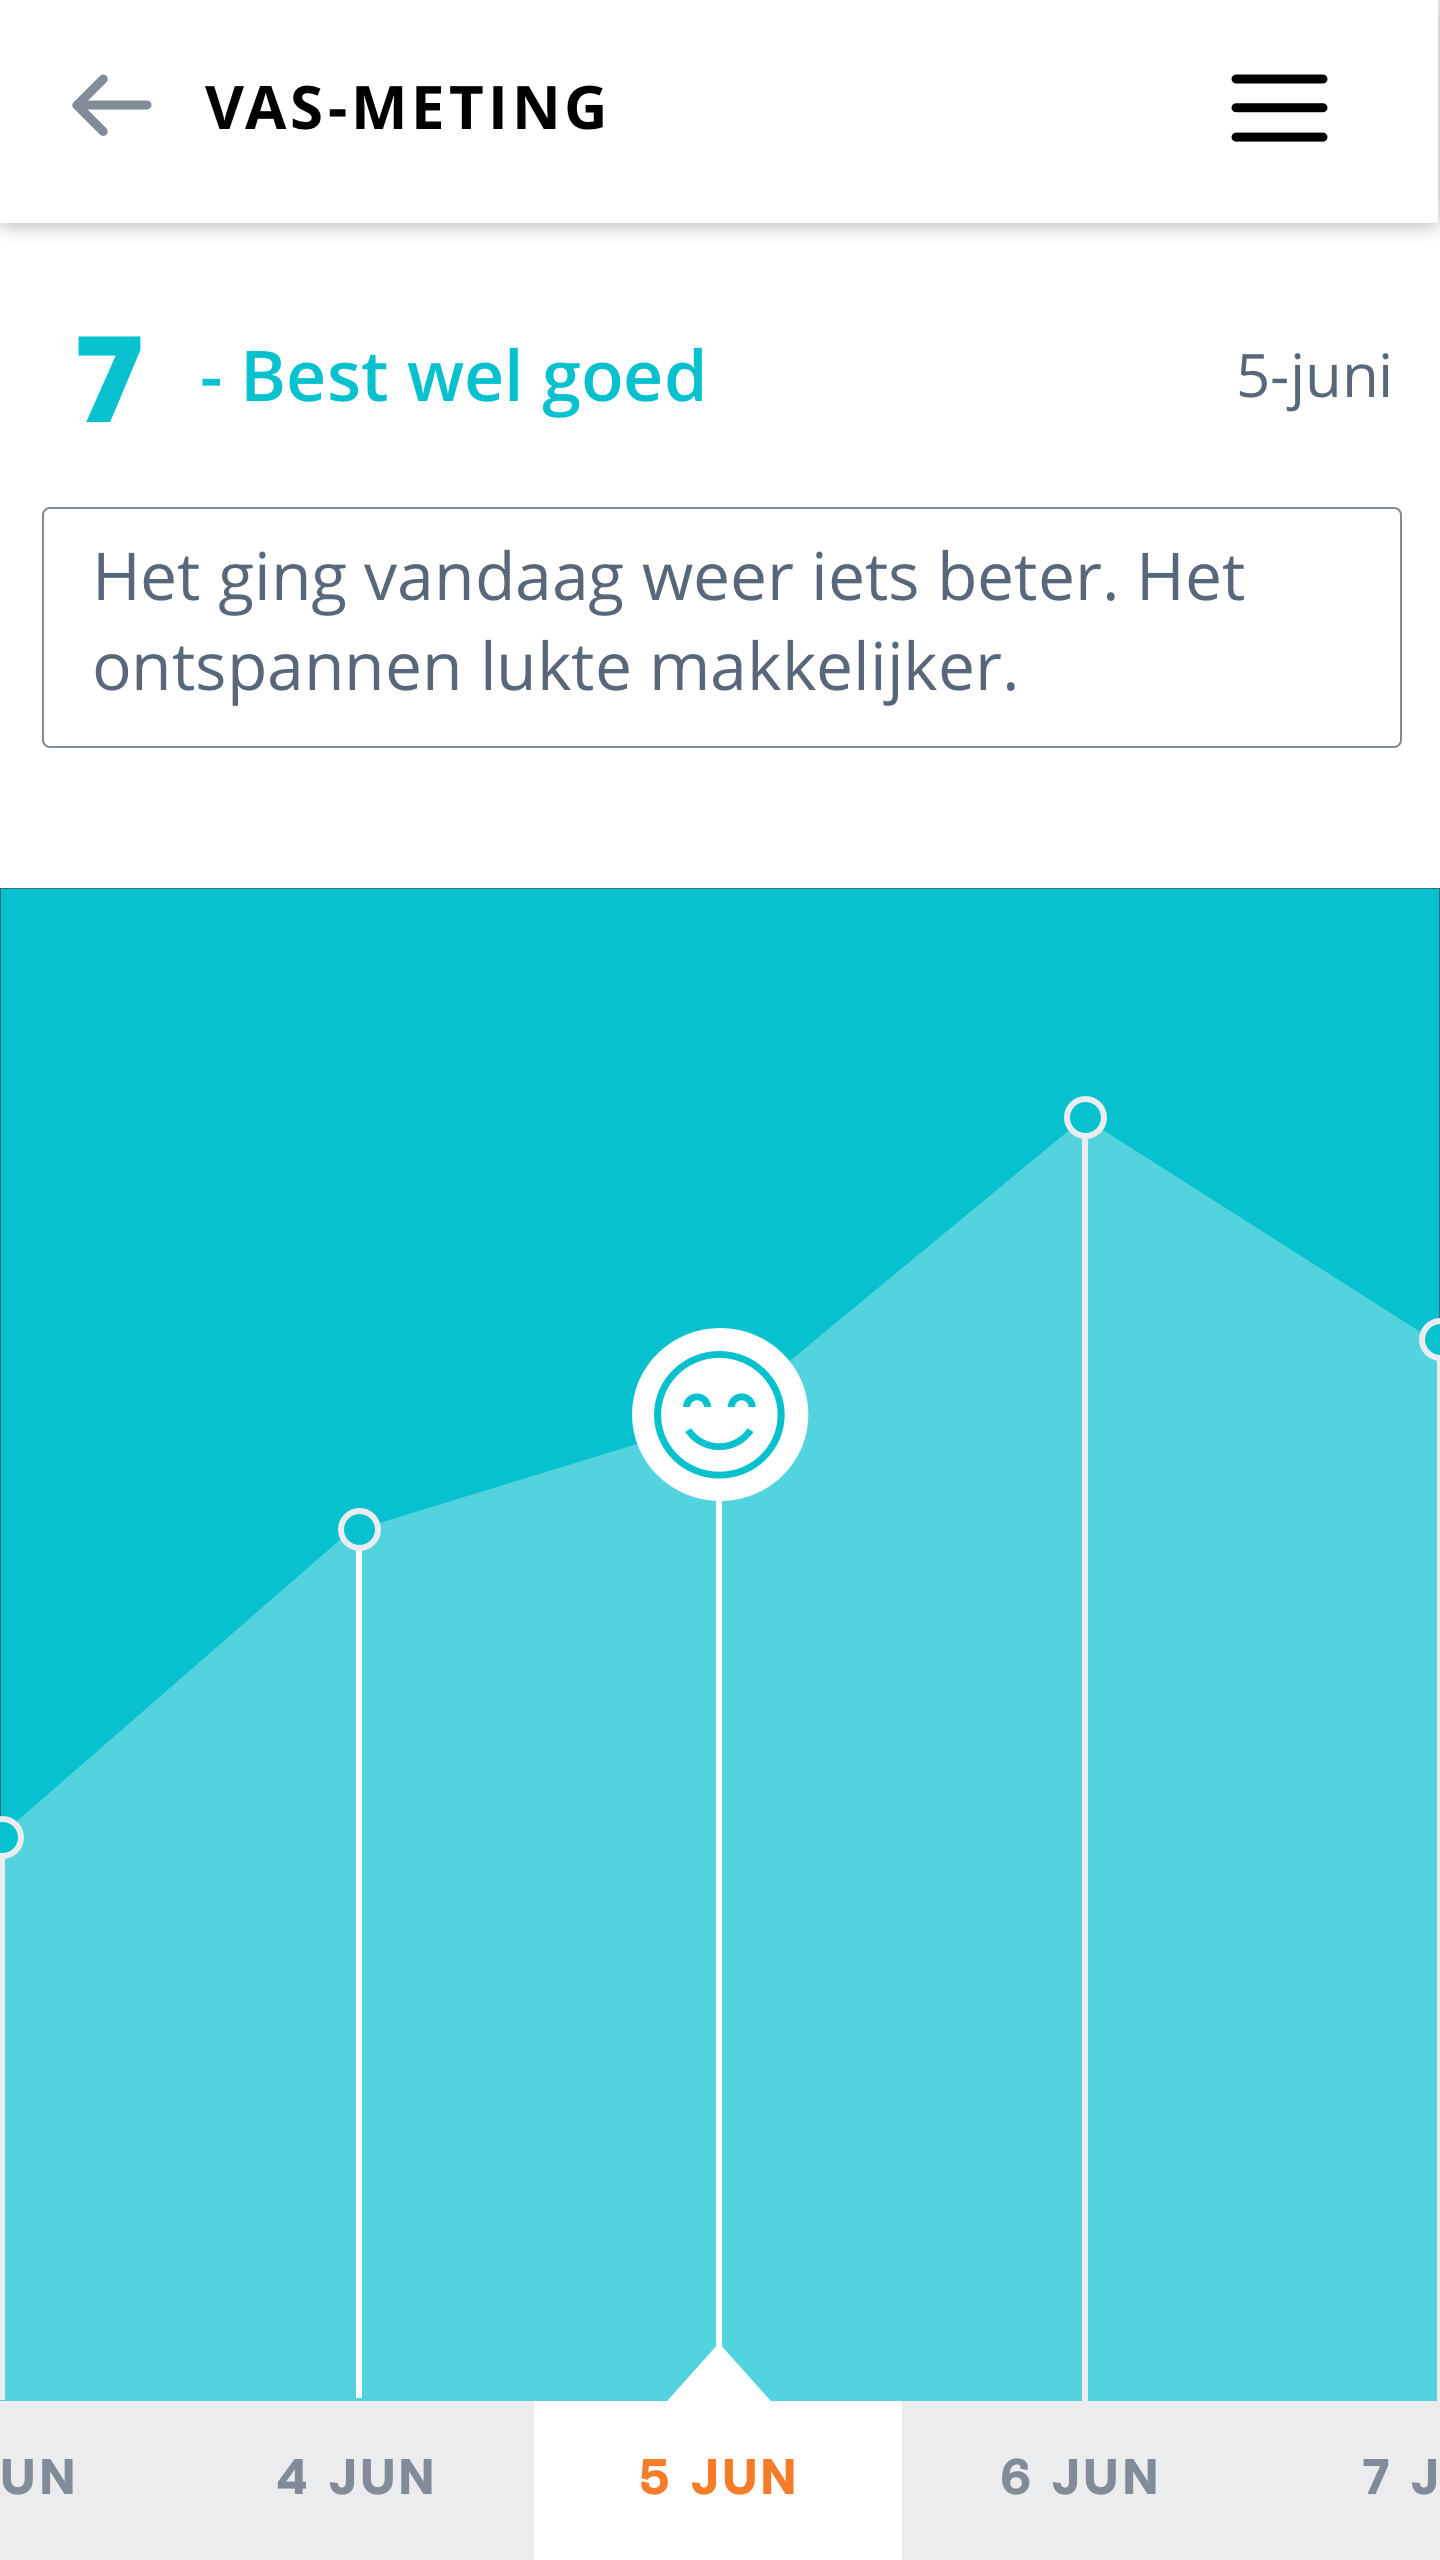 VAS-METING
7 - Best wel goed 5-juni
Het ging vandaag weer iets beter. Het
ontspannen lukte makkelijker.
UN 4 JUN 5 JUN 6 JUN 7 J